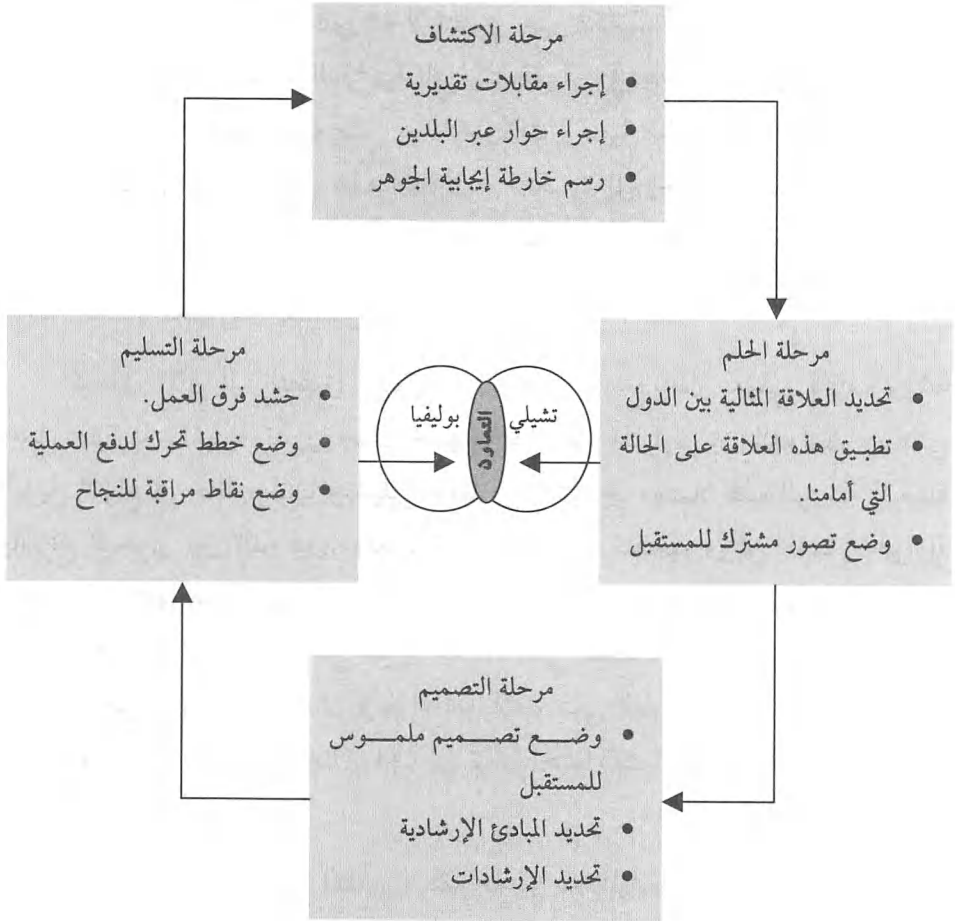 مرحلة الاكتشاف
• إجراء مقابلات تقديرية
• إجراء حوار عبر البلدين
• رسم خارطة إيجابية الجوهر
مرحلة الحلم
• تحديد العلاقة المثالية بين الدول
• تطبيق هذه العلاقة على الحالة
التي أمامنا.
• وضع تصور مشترك للمستقبل
تشيلي
التعاون
بوليفيا
مرحلة التسليم
• حشد فرق العمل.
• وضع خطط تحرك لدفع العملية
• وضع نقاط مراقبة للنجاح
مرحلة التصميم
• وضع تصميم ملموس
للمستقبل
• تحديد المبادئ الإرشادية
• تحديد الإرشادات